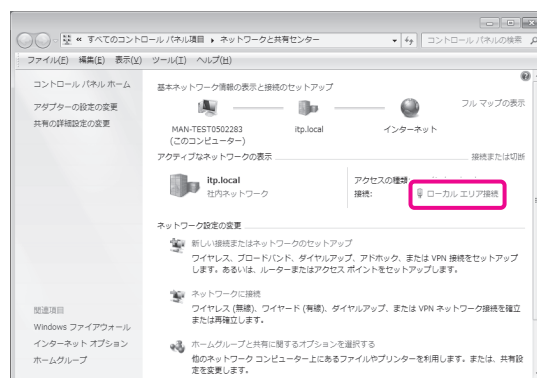 « すべてのコントロール パネル項目 ▸ ネットワークと共有センター
コントロール パネルの検索
ファイル(F) 編集(E) 表示(V) ツール(T) ヘルプ(H)
コントロール パネル ホーム
アダプターの設定の変更
共有の詳細設定の変更
基本ネットワーク情報の表示と接続のセットアップ
フル マップの表示
MAN-TEST0502283
(このコンピューター)
itp.local
インターネット
アクティブなネットワークの表示
接続または切断
itp.local
社内ネットワーク
アクセスの種類:
接続:
ローカル エリア接続
ネットワーク設定の変更
新しい接続またはネットワークのセットアップ
ワイヤレス、ブロードバンド、ダイヤルアップ、アドホック、または VPN 接続をセットアップ
します。あるいは、ルーターまたはアクセス ポイントをセットアップします。
ネットワークに接続
ワイヤレス (無線)、ワイヤード (有線)、ダイヤルアップ、または VPN ネットワーク接続を確立
または再確立します。
ホームグループと共有に関するオプションを選択する
他のネットワーク コンピューター上にあるファイルやプリンターを利用します。または、共有設
定を変更します。
関連項目
Windows ファイアウォール
インターネット オプション
ホームグループ